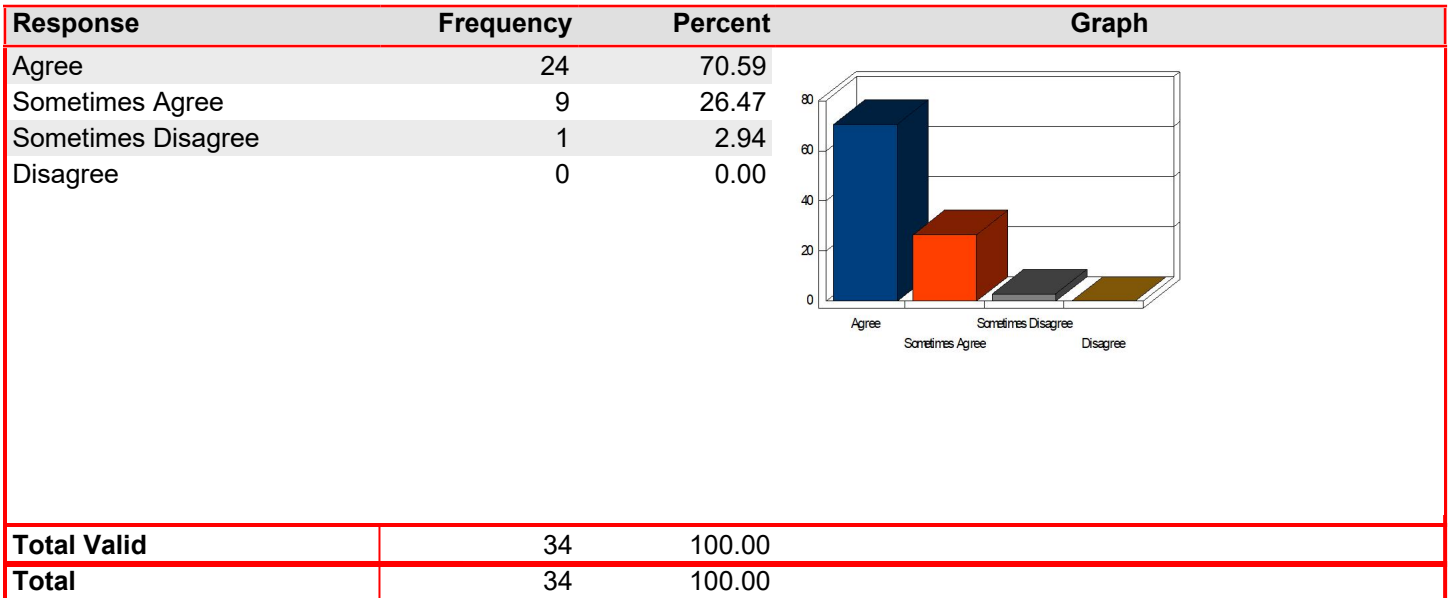 Response Frequency Percent Graph
Agree 24 70.59
Sometimes Agree 9 26.47
Sometimes Disagree 1 2.94
Disagree 0 0.00
80
60
40
20
0
Agree Sometimes Disagree
Sometimes Agree Disagree
Total Valid 34 100.00
Total 34 100.00